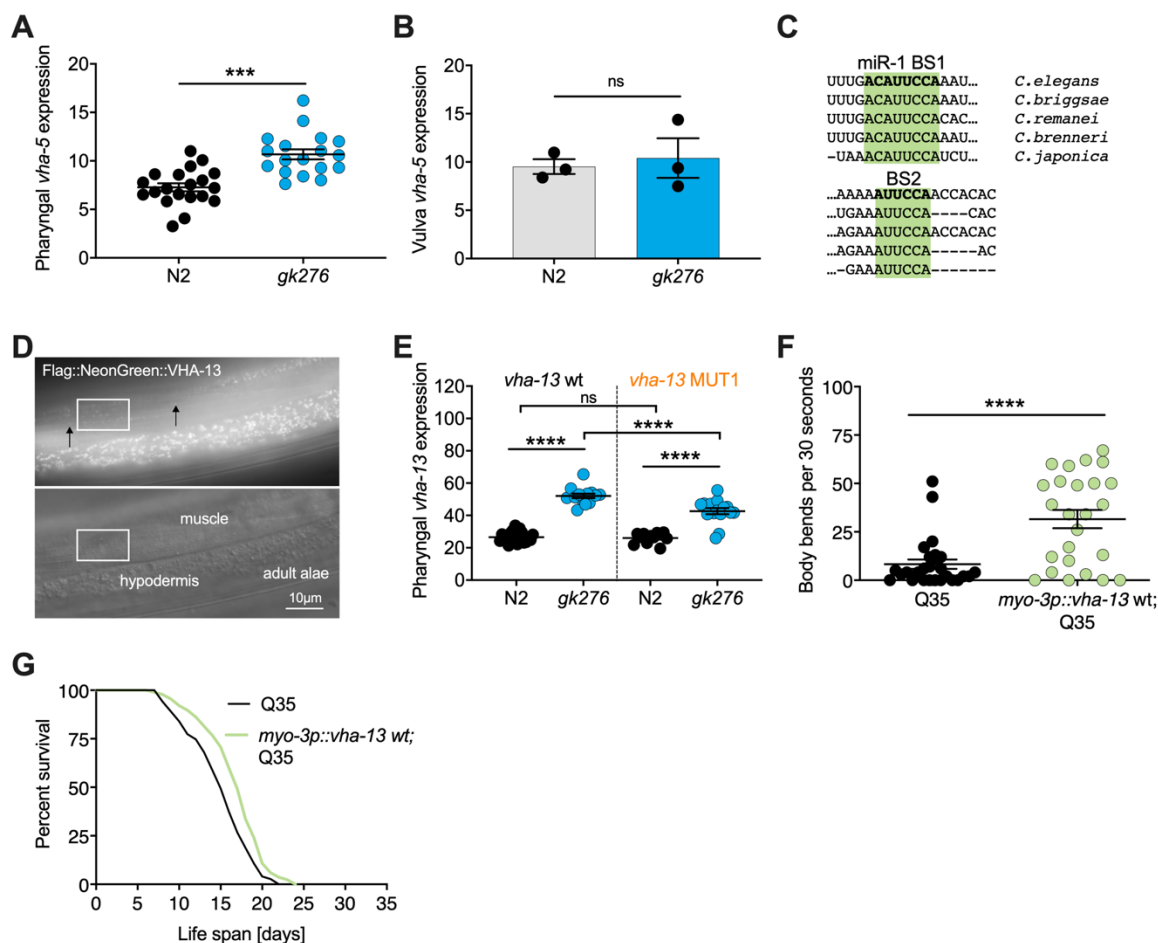 A
Pharyngal vha-5 expression
20
15
10
5
0
***
N2
gk276
B
Vulva vha-5 expression
20
15
10
5
0
ns
N2
gk276
C
miR-1 BS1
UUUGACAUUCCAAAU… C.elegans
UUUGACAUUCCAAAU… C.briggsae
UUUGACAUUCCACAC… C.remanei
UUUGACAUUCCAAAU… C.brenneri
-UAAACAUUCCAUCU… C.japonica
BS2
…AAAAAUUCCAACCACAC
…UGAAAUUCCA----CAC
…AGAAAUUCCAACCACAC
…AGAAAUUCCA-----AC
…-GAAAUUCCA-------
D
Flag::NeonGreen::VHA-13
muscle
hypodermis
adult alae
10µm
E
Pharyngal vha-13 expression
120
100
80
60
40
20
0
vha-13 wt
vha-13 MUT1
ns
****
****
****
N2
gk276
N2
gk276
F
Body bends per 30 seconds
100
75
50
25
0
****
Q35
myo-3p::vha-13 wt;
Q35
G
Percent survival
100
75
50
25
0
Q35
myo-3p::vha-13 wt;
Q35
0 5 10 15 20 25 30 35
Life span [days]